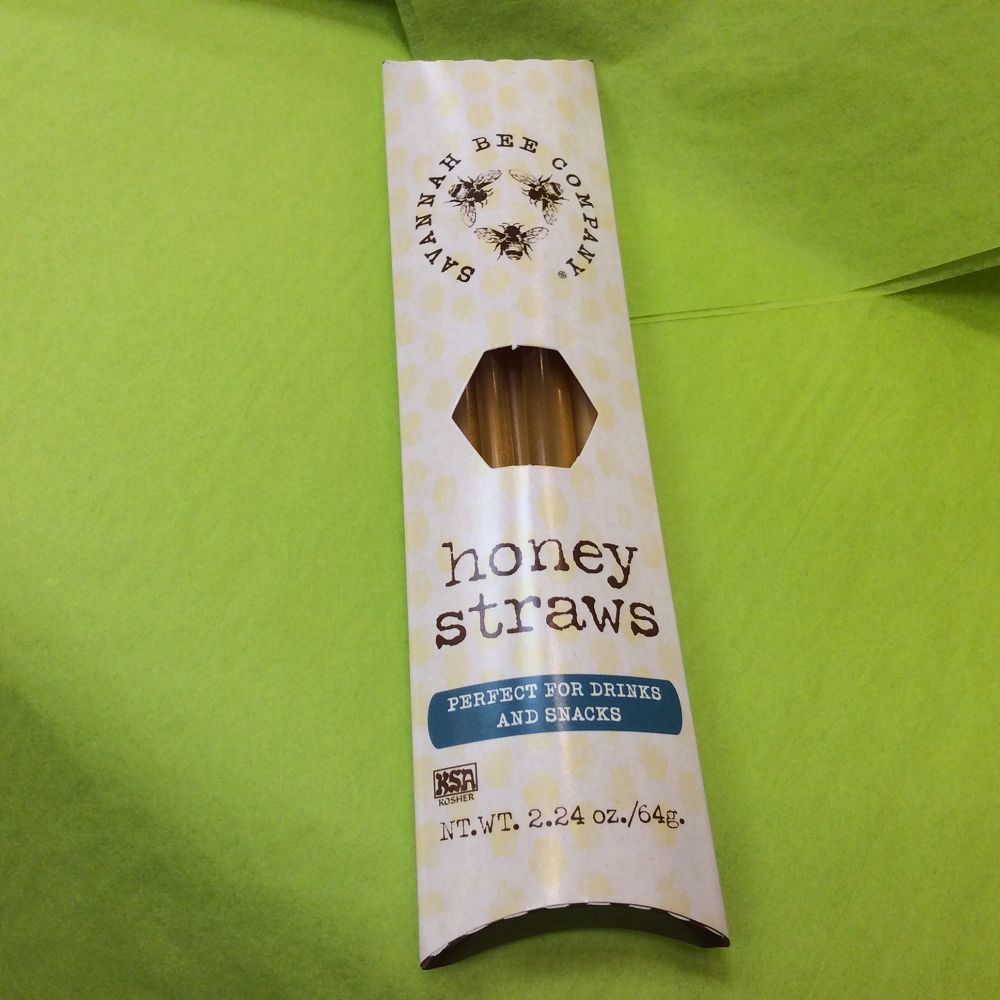 SAVANNAH BEE COMPANY®
honey
straws
PERFECT FOR DRINKS
AND SNACKS
KSA
KOSHER
NT.WT. 2.24 oz./64g.